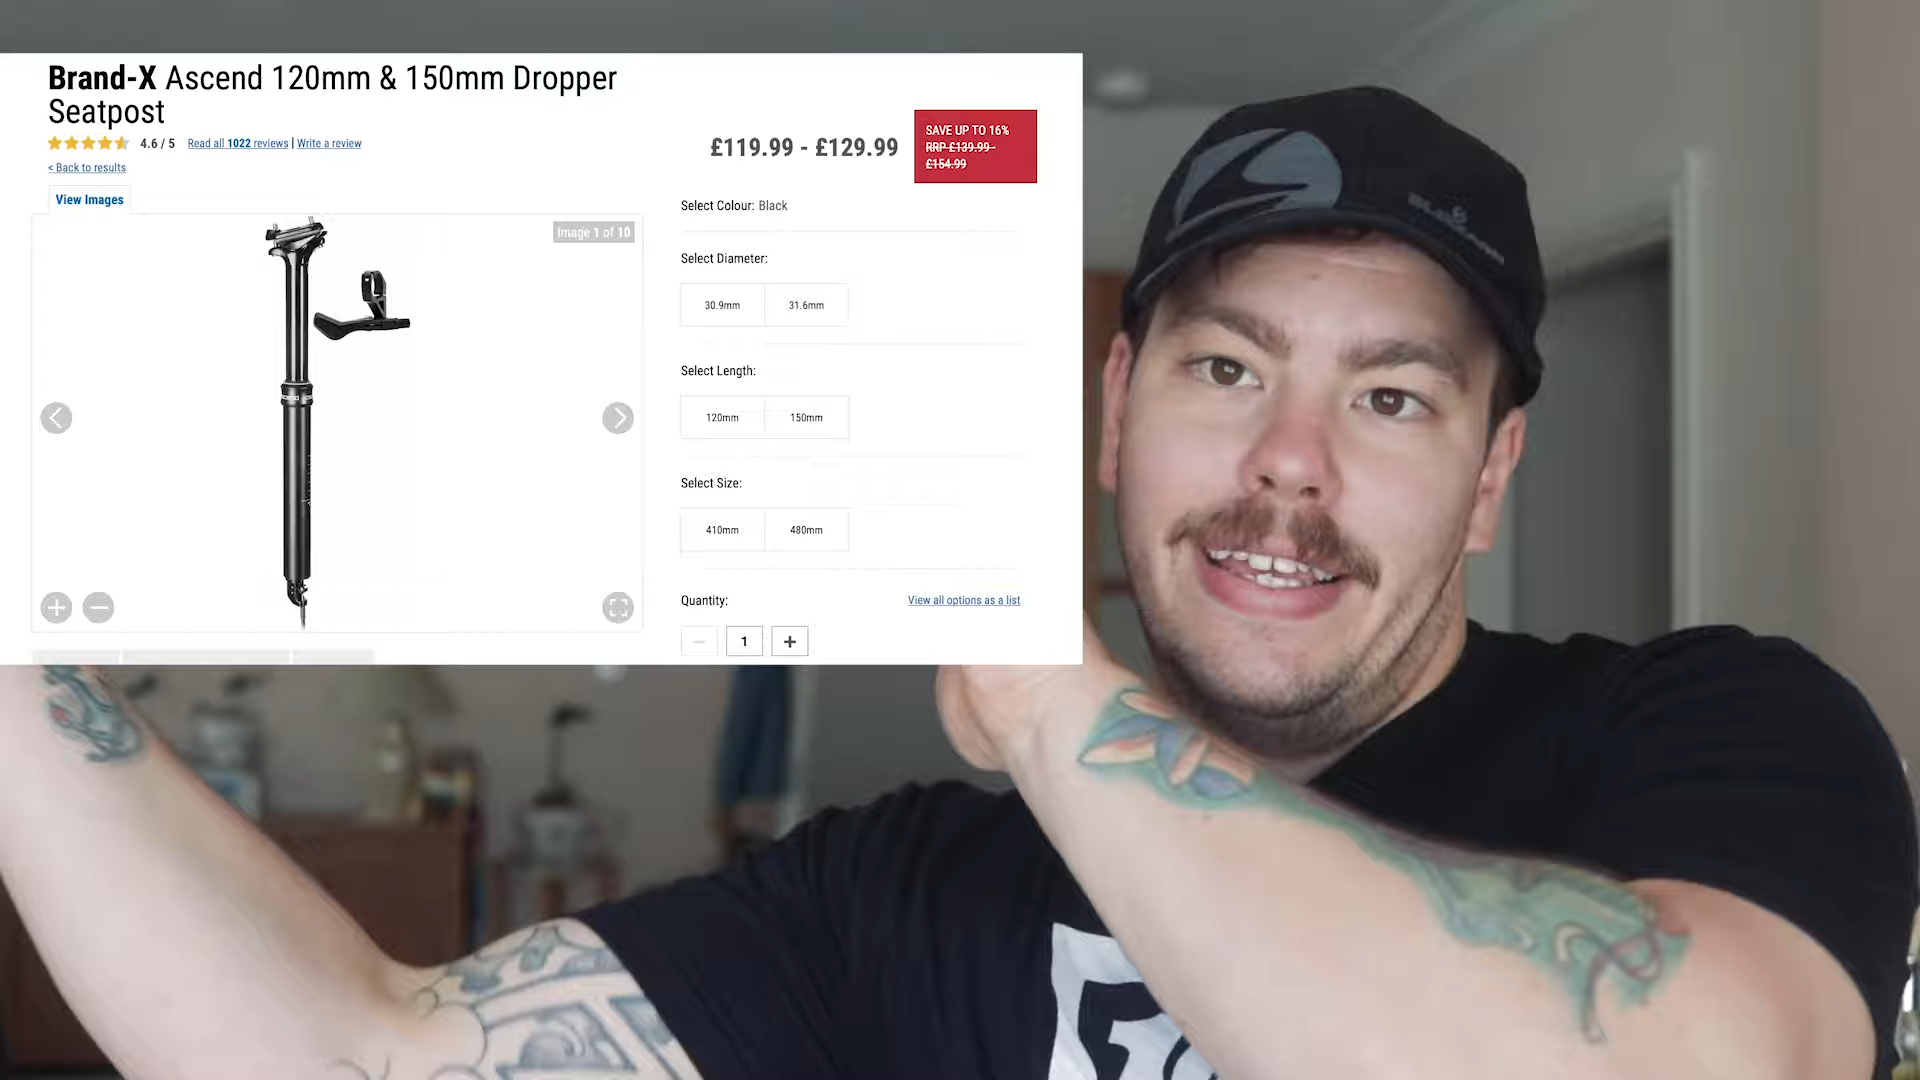 Brand-X Ascend 120mm & 150mm Dropper
Seatpost
4.6 / 5 Read all 1022 reviews | Write a review
< Back to results
View Images
Image 1 of 10
£119.99 - £129.99
SAVE UP TO 16%
RRP £139.99 -
£154.99
Select Colour: Black
Select Diameter:
30.9mm 31.6mm
Select Length:
120mm 150mm
Select Size:
410mm 480mm
Quantity:
View all options as a list
1